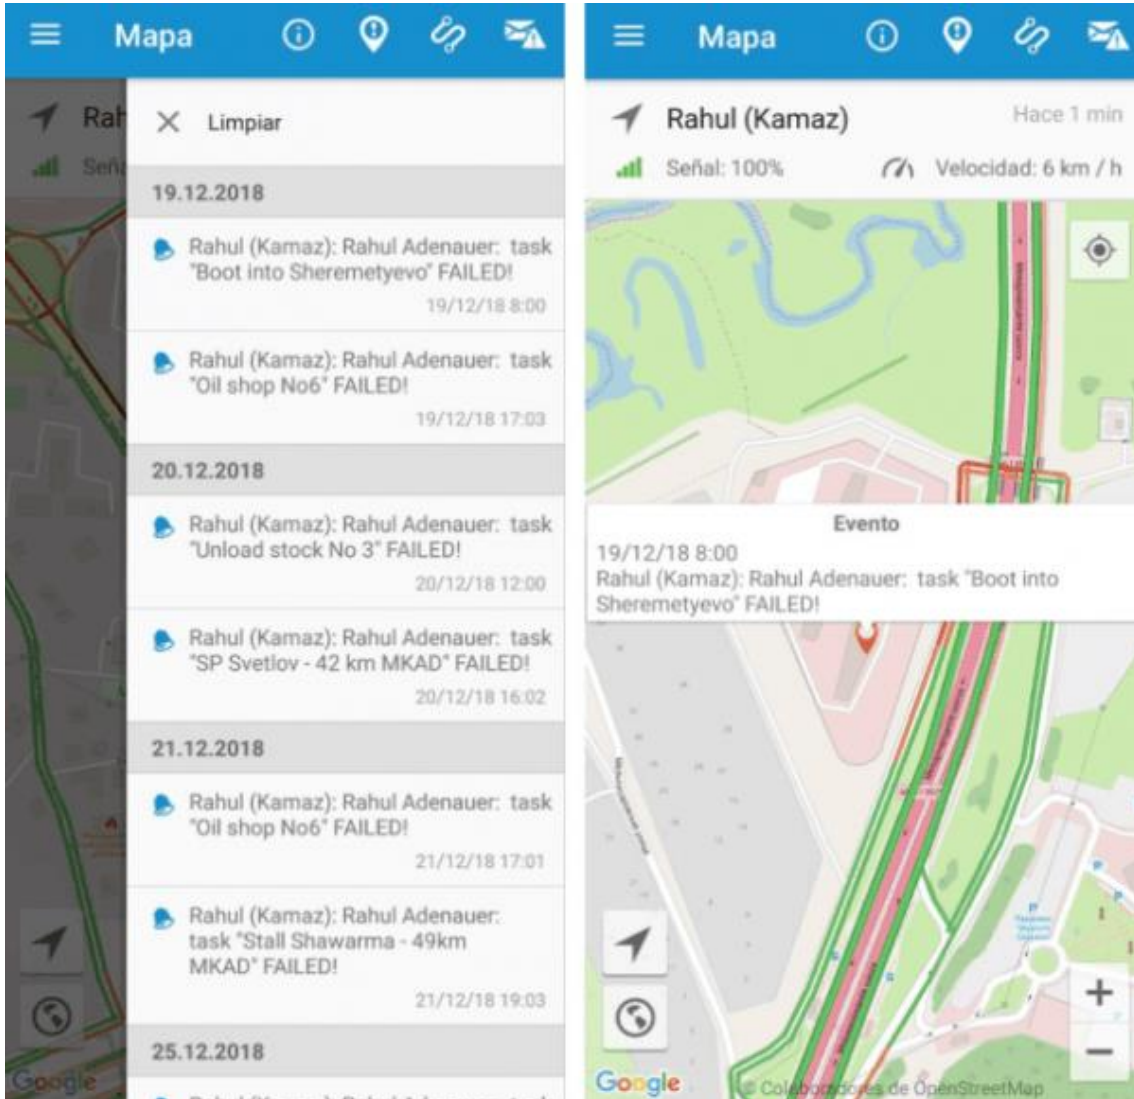 Mapa
Rah
Seña
Limpiar
19.12.2018
Rahul (Kamaz): Rahul Adenauer: task
"Boot into Sheremetyevo" FAILED!
19/12/18 8:00
Rahul (Kamaz): Rahul Adenauer: task
"Oil shop No6" FAILED!
19/12/18 17:03
20.12.2018
Rahul (Kamaz): Rahul Adenauer: task
"Unload stock No 3" FAILED!
20/12/18 12:00
Rahul (Kamaz): Rahul Adenauer: task
"SP Svetlov - 42 km MKAD" FAILED!
20/12/18 16:02
21.12.2018
Rahul (Kamaz): Rahul Adenauer: task
"Oil shop No6" FAILED!
21/12/18 17:01
Rahul (Kamaz): Rahul Adenauer:
task "Stall Shawarma - 49km
MKAD" FAILED!
21/12/18 19:03
25.12.2018
Google
Mapa
Rahul (Kamaz)
Hace 1 min
Señal: 100%
Velocidad: 6 km / h
Evento
19/12/18 8:00
Rahul (Kamaz): Rahul Adenauer: task "Boot into
Sheremetyevo" FAILED!
P
P
P
Google
© Colaboradores de OpenStreetMap